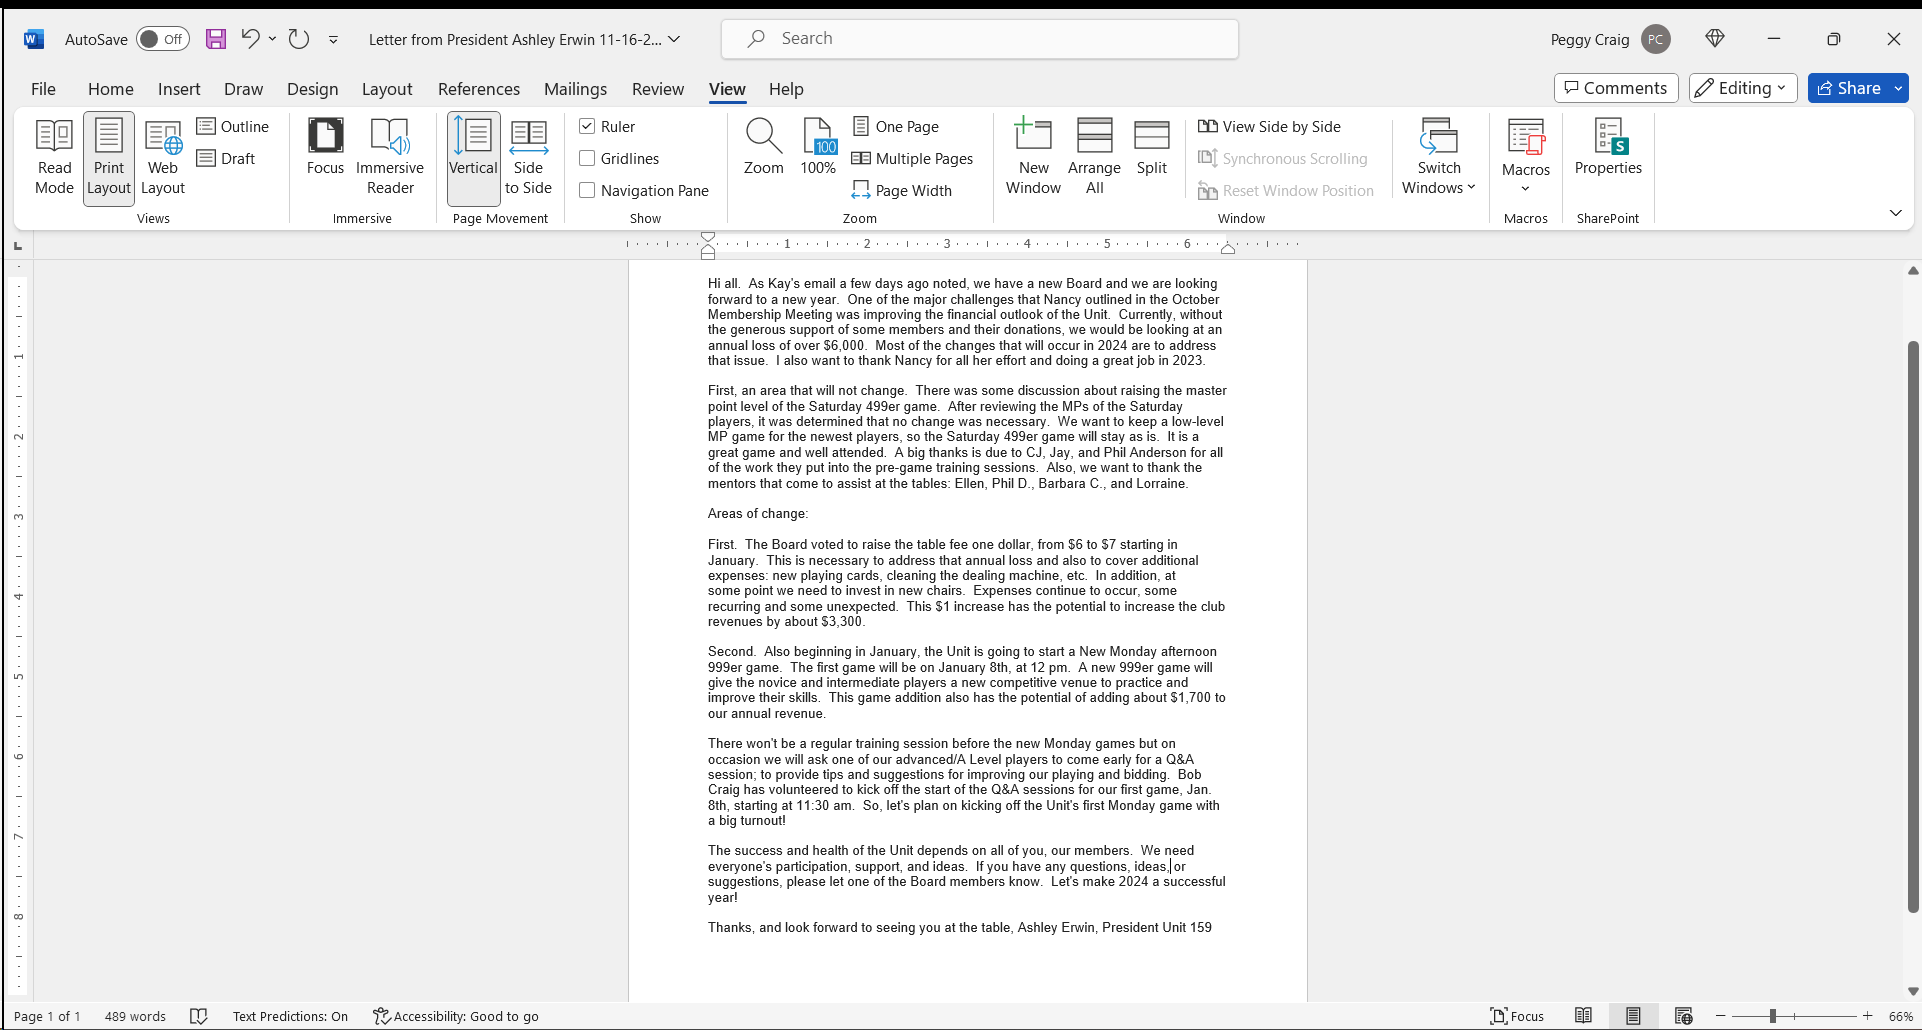 AutoSave Off Letter from President Ashley Erwin 11-16-2... Search Peggy Craig PC
File Home Insert Draw Design Layout References Mailings Review View Help Comments Editing Share
Read Mode
Print Layout
Web Layout
Outline
Draft
Views
Focus
Immersive Reader
Immersive
Vertical
Side to Side
Page Movement
Ruler
Gridlines
Navigation Pane
Show
Zoom
100
100%
One Page
Multiple Pages
Page Width
Zoom
New Window
Arrange All
Split
View Side by Side
Synchronous Scrolling
Reset Window Position
Switch Windows
Window
Macros
Macros
S
Properties
SharePoint
1 2 3 4 5 6
Hi all. As Kay's email a few days ago noted, we have a new Board and we are looking
forward to a new year. One of the major challenges that Nancy outlined in the October
Membership Meeting was improving the financial outlook of the Unit. Currently, without
the generous support of some members and their donations, we would be looking at an
annual loss of over $6,000. Most of the changes that will occur in 2024 are to address
that issue. I also want to thank Nancy for all her effort and doing a great job in 2023.
First, an area that will not change. There was some discussion about raising the master
point level of the Saturday 499er game. After reviewing the MPs of the Saturday
players, it was determined that no change was necessary. We want to keep a low-level
MP game for the newest players, so the Saturday 499er game will stay as is. It is a
great game and well attended. A big thanks is due to CJ, Jay, and Phil Anderson for all
of the work they put into the pre-game training sessions. Also, we want to thank the
mentors that come to assist at the tables: Ellen, Phil D., Barbara C., and Lorraine.
Areas of change:
First. The Board voted to raise the table fee one dollar, from $6 to $7 starting in
January. This is necessary to address that annual loss and also to cover additional
expenses: new playing cards, cleaning the dealing machine, etc. In addition, at
some point we need to invest in new chairs. Expenses continue to occur, some
recurring and some unexpected. This $1 increase has the potential to increase the club
revenues by about $3,300.
Second. Also beginning in January, the Unit is going to start a New Monday afternoon
999er game. The first game will be on January 8th, at 12 pm. A new 999er game will
give the novice and intermediate players a new competitive venue to practice and
improve their skills. This game addition also has the potential of adding about $1,700 to
our annual revenue.
There won't be a regular training session before the new Monday games but on
occasion we will ask one of our advanced/A Level players to come early for a Q&A
session; to provide tips and suggestions for improving our playing and bidding. Bob
Craig has volunteered to kick off the start of the Q&A sessions for our first game, Jan.
8th, starting at 11:30 am. So, let's plan on kicking off the Unit's first Monday game with
a big turnout!
The success and health of the Unit depends on all of you, our members. We need
everyone's participation, support, and ideas. If you have any questions, ideas, or
suggestions, please let one of the Board members know. Let's make 2024 a successful
year!
Thanks, and look forward to seeing you at the table, Ashley Erwin, President Unit 159
1
2
3
4
5
6
7
8
Page 1 of 1 489 words Text Predictions: On Accessibility: Good to go Focus 66%